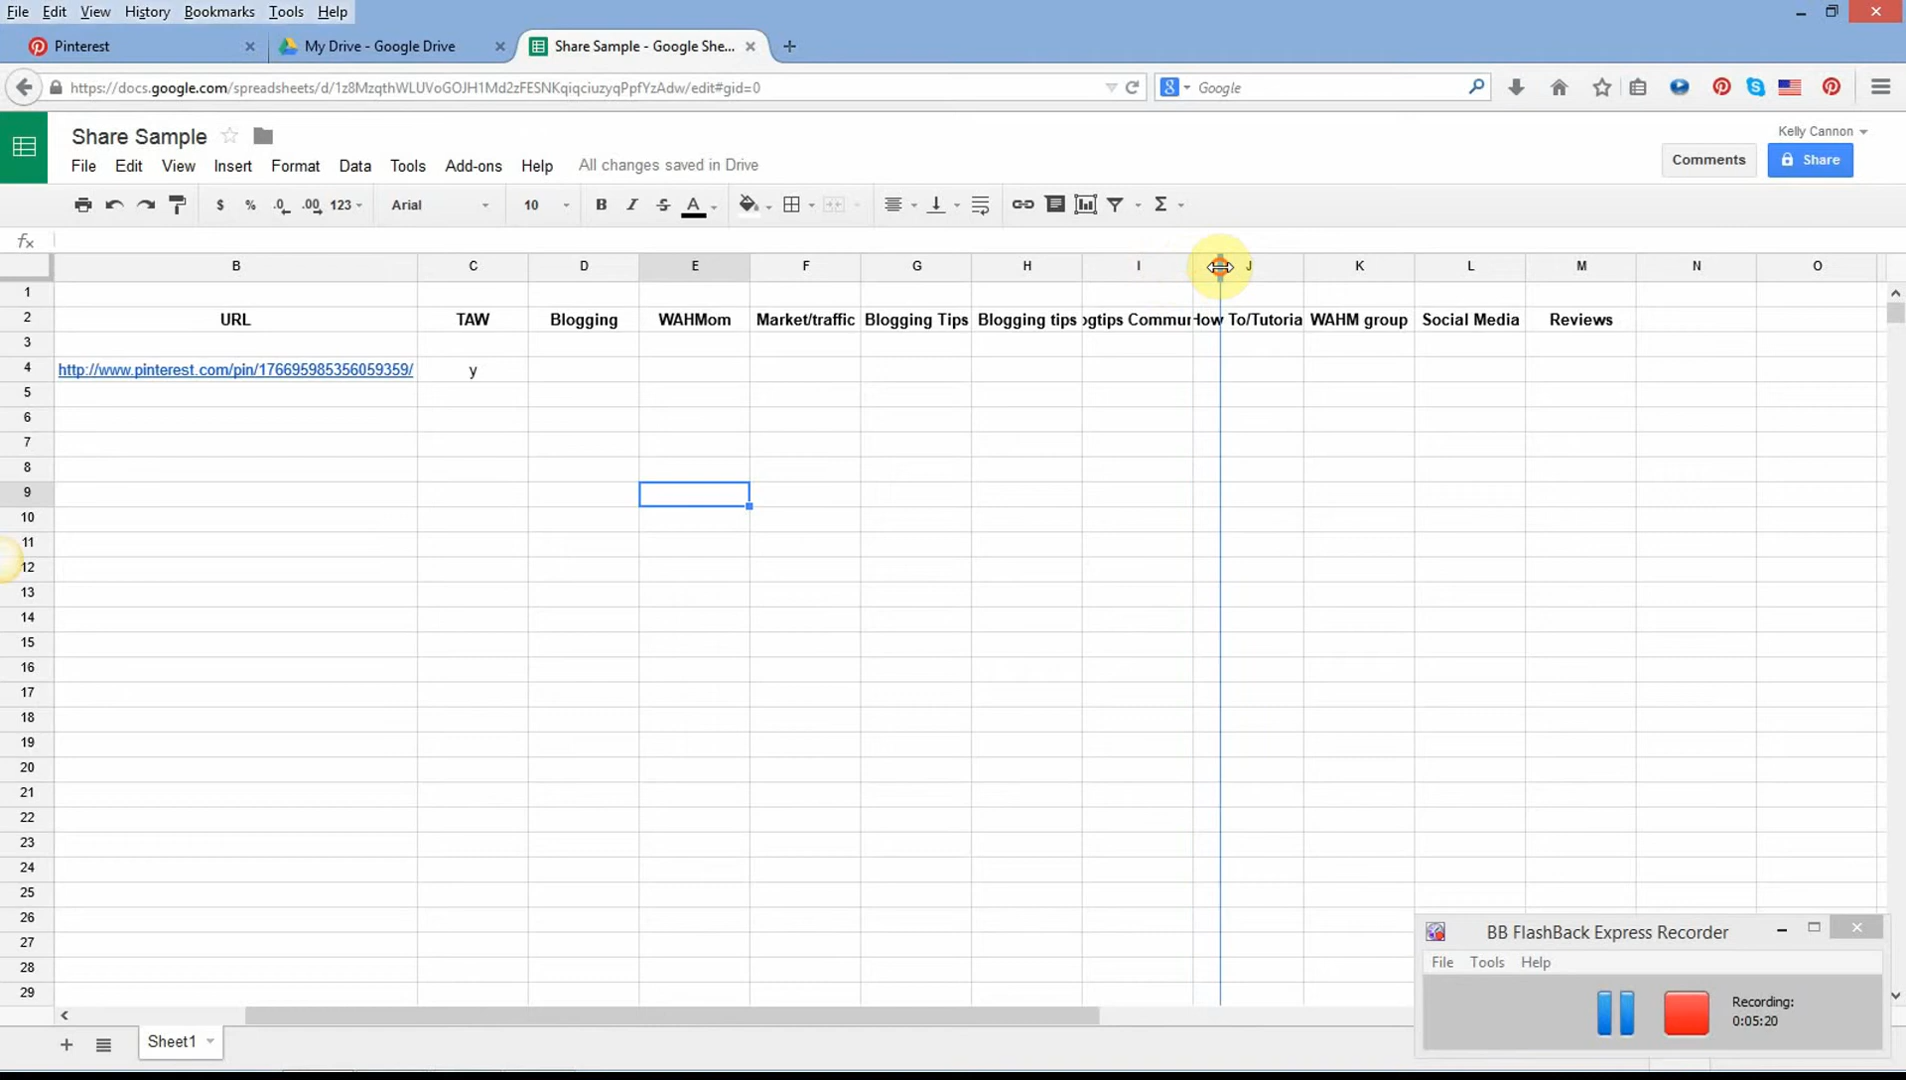 File Edit View History Bookmarks Tools Help
Pinterest My Drive - Google Drive Share Sample - Google She...
https://docs.google.com/spreadsheets/d/1z8MzqthWLUVoGOJH1Md2zFESNKqiqciuzyqPpfYzAdw/edit#gid=0 8 Google
Share Sample Kelly Cannon
File Edit View Insert Format Data Tools Add-ons Help All changes saved in Drive Comments Share
$ % .0 .00 123 Arial 10 B I S A Σ
fx
B C D E F G H I J K L M N O
1
2 URL TAW Blogging WAHMom Market/traffic Blogging Tips Blogging tips ogtips Commun How To/Tutoria WAHM group Social Media Reviews
3
4 http://www.pinterest.com/pin/176695985356059359/ y
5
6
7
8
9
10
11
12
13
14
15
16
17
18
19
20
21
22
23
24
25
26
27
28
29
BB FlashBack Express Recorder
File Tools Help
Recording:
0:05:20
Sheet1